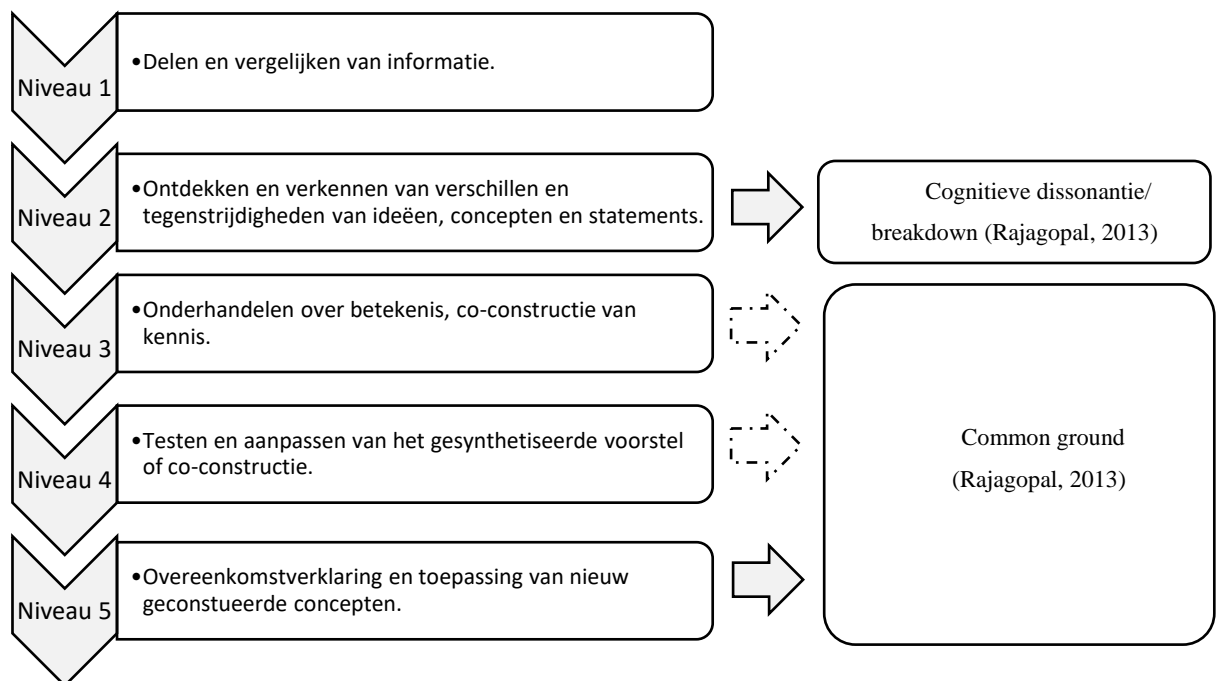 Niveau 1
•Delen en vergelijken van informatie.
Niveau 2
•Ontdekken en verkennen van verschillen en
tegenstrijdigheden van ideëen, concepten en statements.
Cognitieve dissonantie/
breakdown (Rajagopal, 2013)
Niveau 3
•Onderhandelen over betekenis, co-constructie van
kennis.
Niveau 4
•Testen en aanpassen van het gesynthetiseerde voorstel
of co-constructie.
Common ground
(Rajagopal, 2013)
Niveau 5
•Overeenkomstverklaring en toepassing van nieuw
geconstueerde concepten.